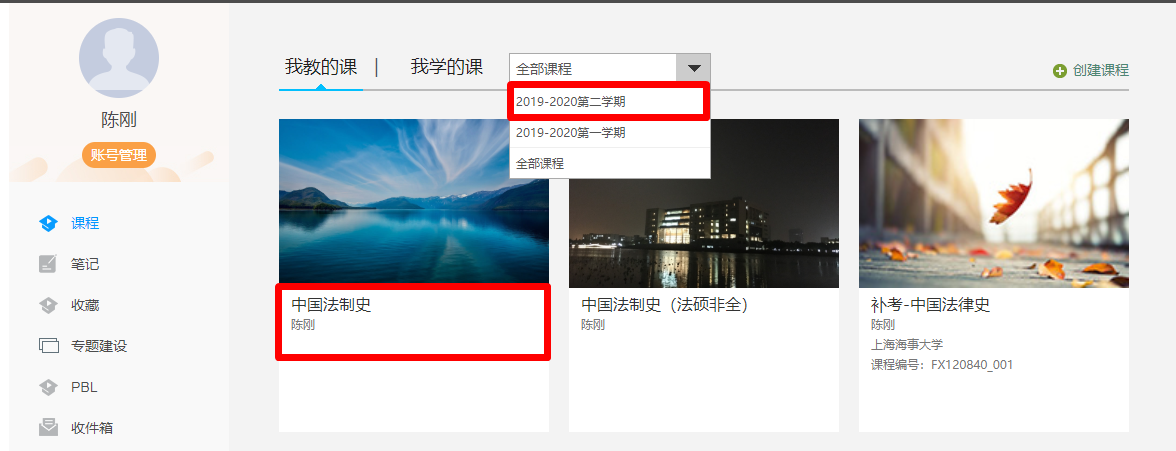 陈刚
账号管理
课程
笔记
收藏
专题建设
PBL
收件箱
我教的课 | 我学的课
全部课程
2019-2020第二学期
2019-2020第一学期
全部课程
创建课程
中国法制史
陈刚
中国法制史（法硕非全）
陈刚
补考-中国法律史
陈刚
上海海事大学
课程编号：FX120840_001